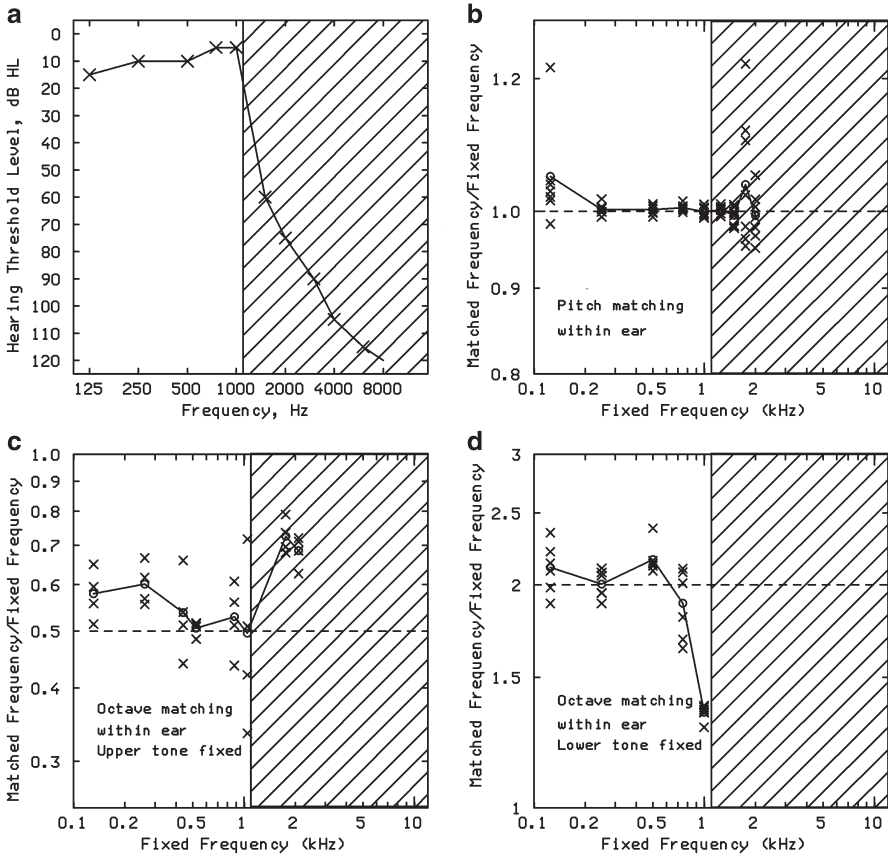 a
Hearing Threshold Level, dB HL
0
10
20
30
40
50
60
70
80
90
100
110
120
125 250 500 1000 2000 4000 8000
Frequency, Hz
b
Matched Frequency/Fixed Frequency
1.2
1.0
0.9
0.8
Pitch matching
within ear
0.1 0.2 0.5 1 2 5 10
Fixed Frequency (kHz)
c
Matched Frequency/Fixed Frequency
1.0
0.9
0.8
0.7
0.6
0.5
0.4
0.3
Octave matching
within ear
Upper tone fixed
0.1 0.2 0.5 1 2 5 10
Fixed Frequency (kHz)
d
Matched Frequency/Fixed Frequency
3
2.5
2
1.5
1
Octave matching
within ear
Lower tone fixed
0.1 0.2 0.5 1 2 5 10
Fixed Frequency (kHz)